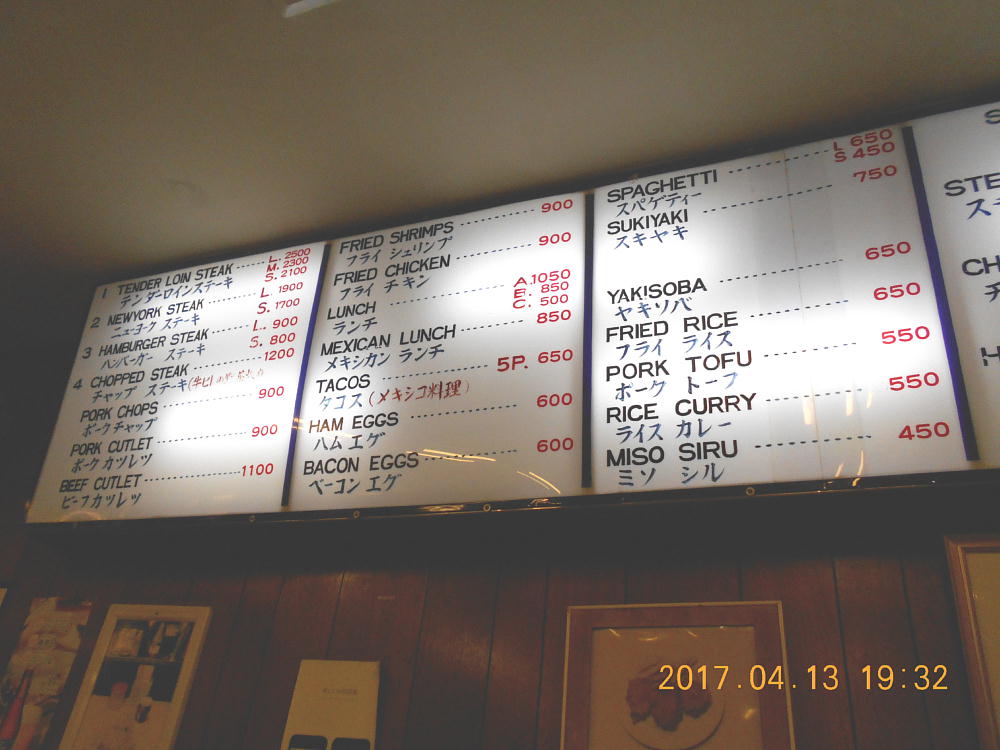 1 TENDER LOIN STEAK L. 2500
M. 2300
テンダーロインステーキ S. 2100
2 NEWYORK STEAK L. 1900
ニューヨーク ステーキ S. 1700
3 HAMBURGER STEAK L. 900
ハンバーガー ステーキ S. 800
4 CHOPPED STEAK 1200
チャップ ステーキ
PORK CHOPS 900
ポークチャップ
PORK CUTLET 900
ポーク カツレツ
BEEF CUTLET 1100
ビーフカツレツ
FRIED SHRIMPS 900
フライ シュリンプ
FRIED CHICKEN 900
フライ チキン
LUNCH A. 1050
B. 850
ランチ C. 500
MEXICAN LUNCH 850
メキシカン ランチ
TACOS 5P. 650
タコス (メキシコ料理)
HAM EGGS 600
ハム エグ
BACON EGGS 600
ベーコン エグ
SPAGHETTI L 650
S 450
スパゲティー
SUKIYAKI 750
スキヤキ
YAKISOBA 650
ヤキソバ
FRIED RICE 650
フライ ライス
PORK TOFU 550
ポーク トーフ
RICE CURRY 550
ライス カレー
MISO SIRU 450
ミソ シル
S
STE
ス
CH
チ
H
2017.04.13 19:32